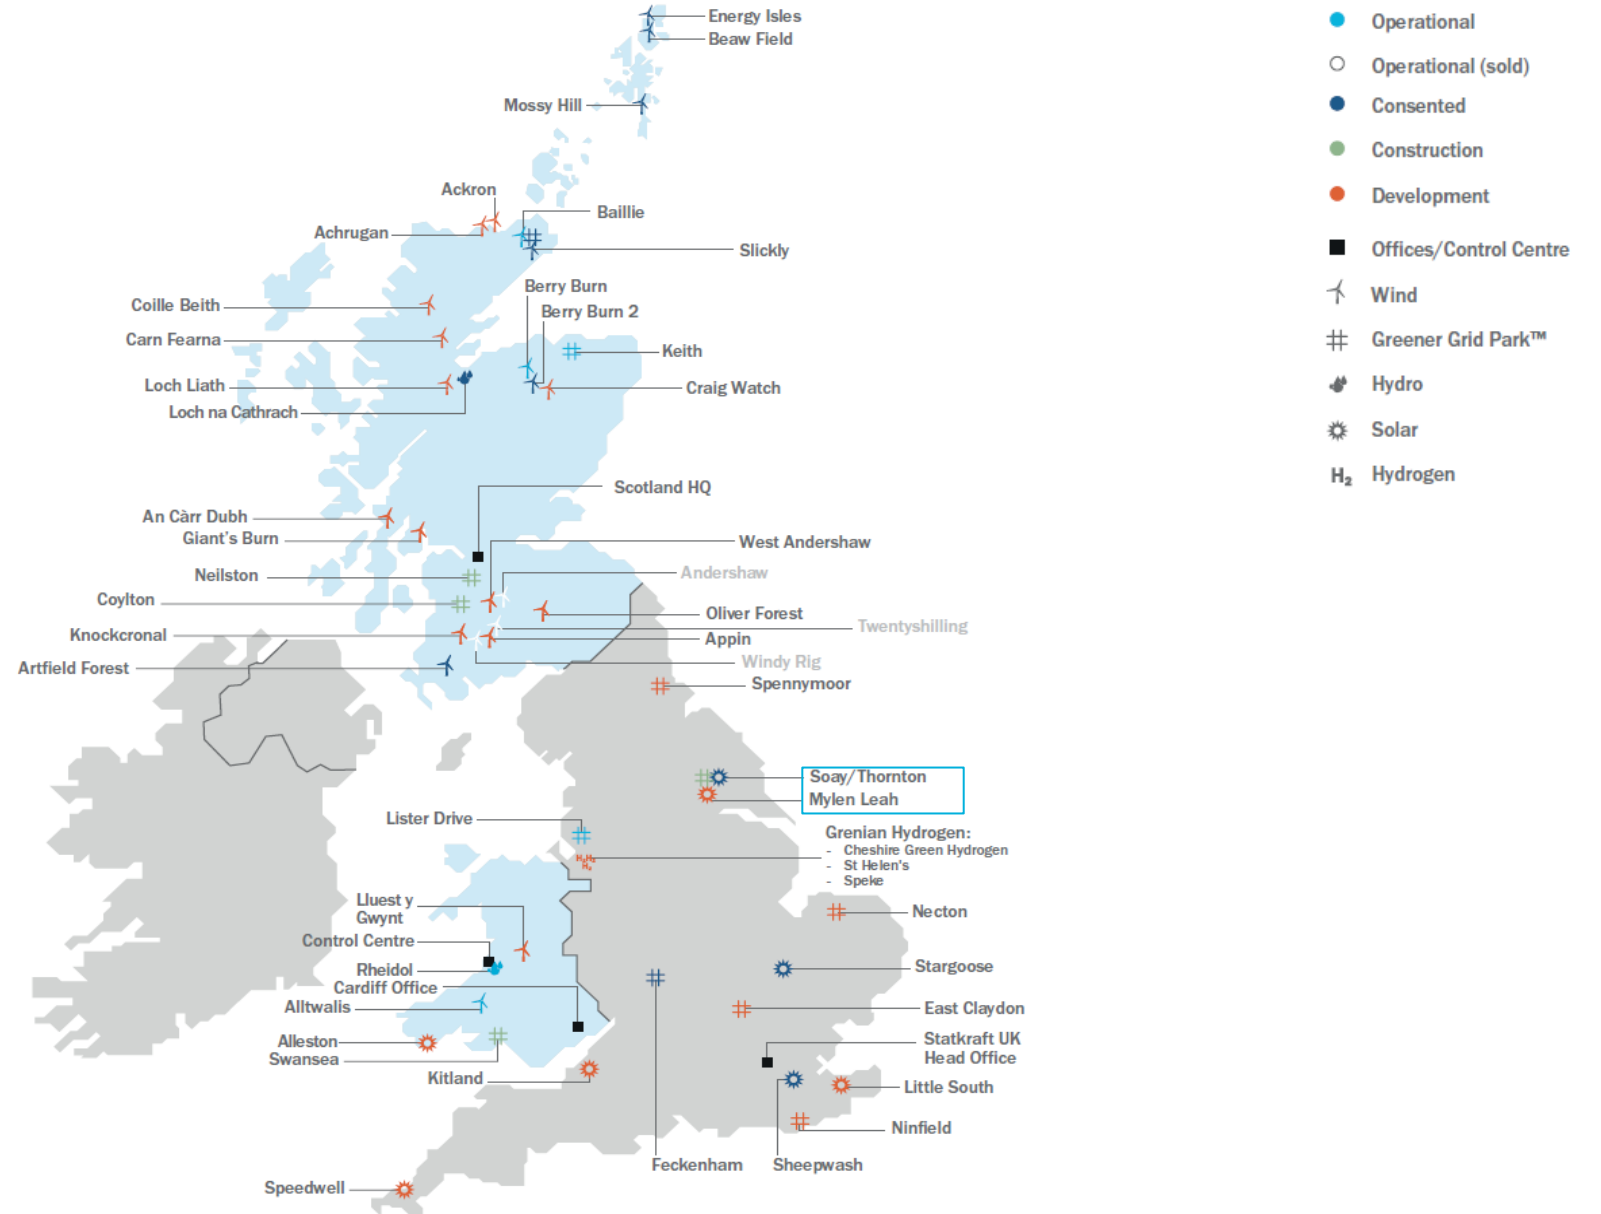 Energy Isles
Beaw Field
Mossy Hill
Ackron
Baillie
Achrugan
Slickly
Berry Burn
Coille Beith
Berry Burn 2
Carn Fearna
Keith
Loch Liath
Craig Watch
Loch na Cathrach
Scotland HQ
An Càrr Dubh
Giant's Burn
West Andershaw
Neilston
Andershaw
Coylton
Oliver Forest
Twentyshilling
Knockcronal
Appin
Windy Rig
Artfield Forest
Spennymoor
Soay/Thornton
Mylen Leah
Lister Drive
Grenian Hydrogen:
- Cheshire Green Hydrogen
- St Helen's
- Speke
H₂H₂
H₂
Lluest y
Gwynt
Necton
Control Centre
Rheidol
Stargoose
Cardiff Office
Alltwalis
East Claydon
Alleston
Statkraft UK
Head Office
Swansea
Kitland
Little South
Ninfield
Feckenham
Sheepwash
Speedwell
Operational
Operational (sold)
Consented
Construction
Development
Offices/Control Centre
Wind
Greener Grid Park™
Hydro
Solar
H₂ Hydrogen